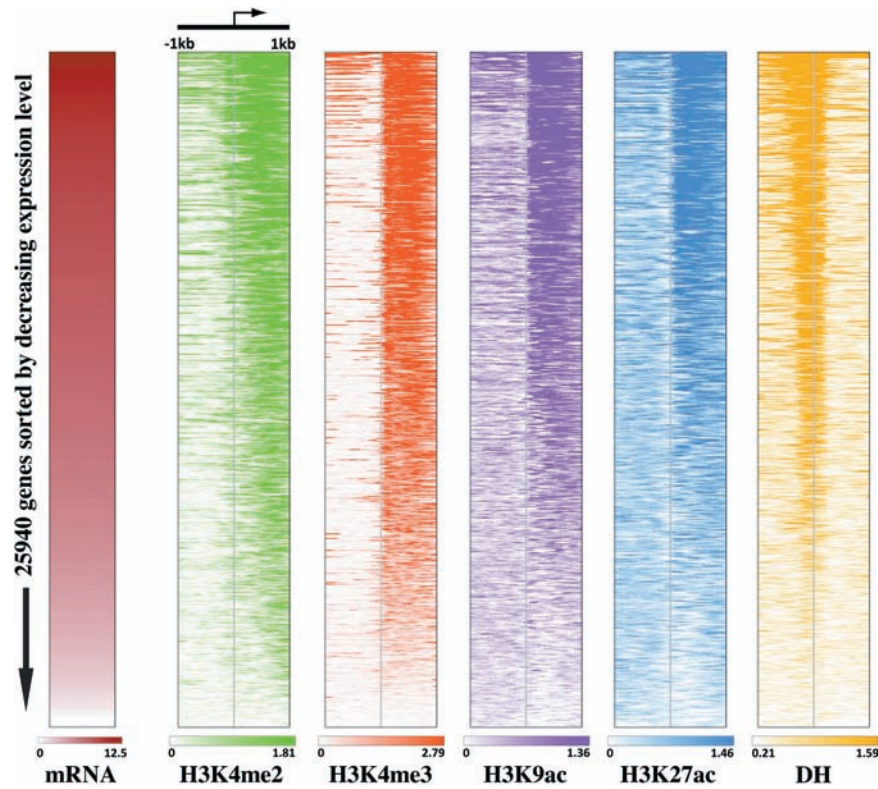 -1kb 1kb
25940 genes sorted by decreasing expression level
0 12.5
mRNA
0 1.81
H3K4me2
0 2.79
H3K4me3
0 1.36
H3K9ac
0 1.46
H3K27ac
0.21 1.59
DH